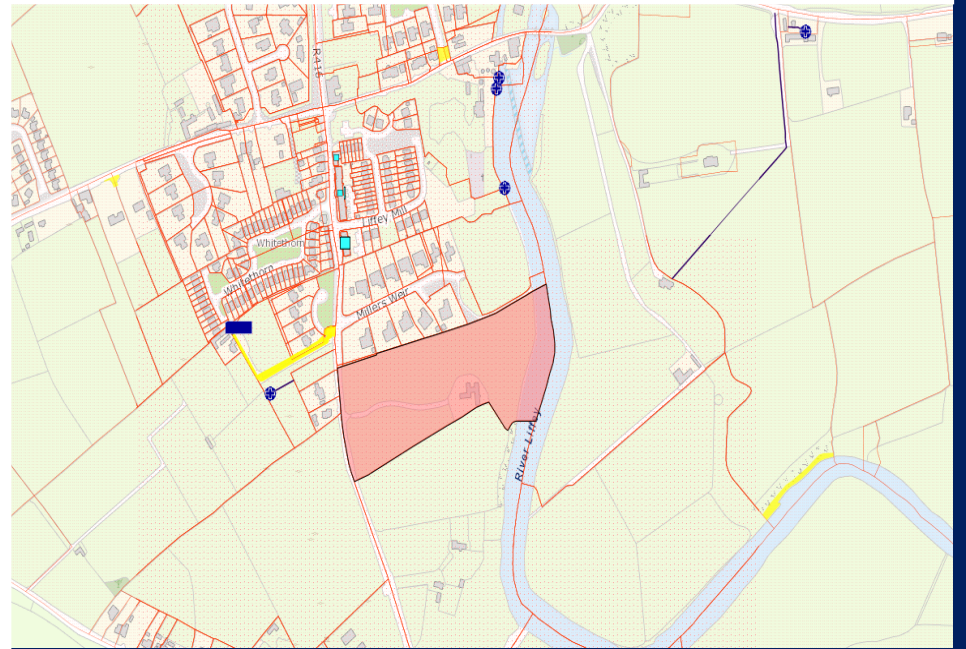 R416
Liffey Mill
Whitethorn
Whitethorn
Millers Weir
River Liffey